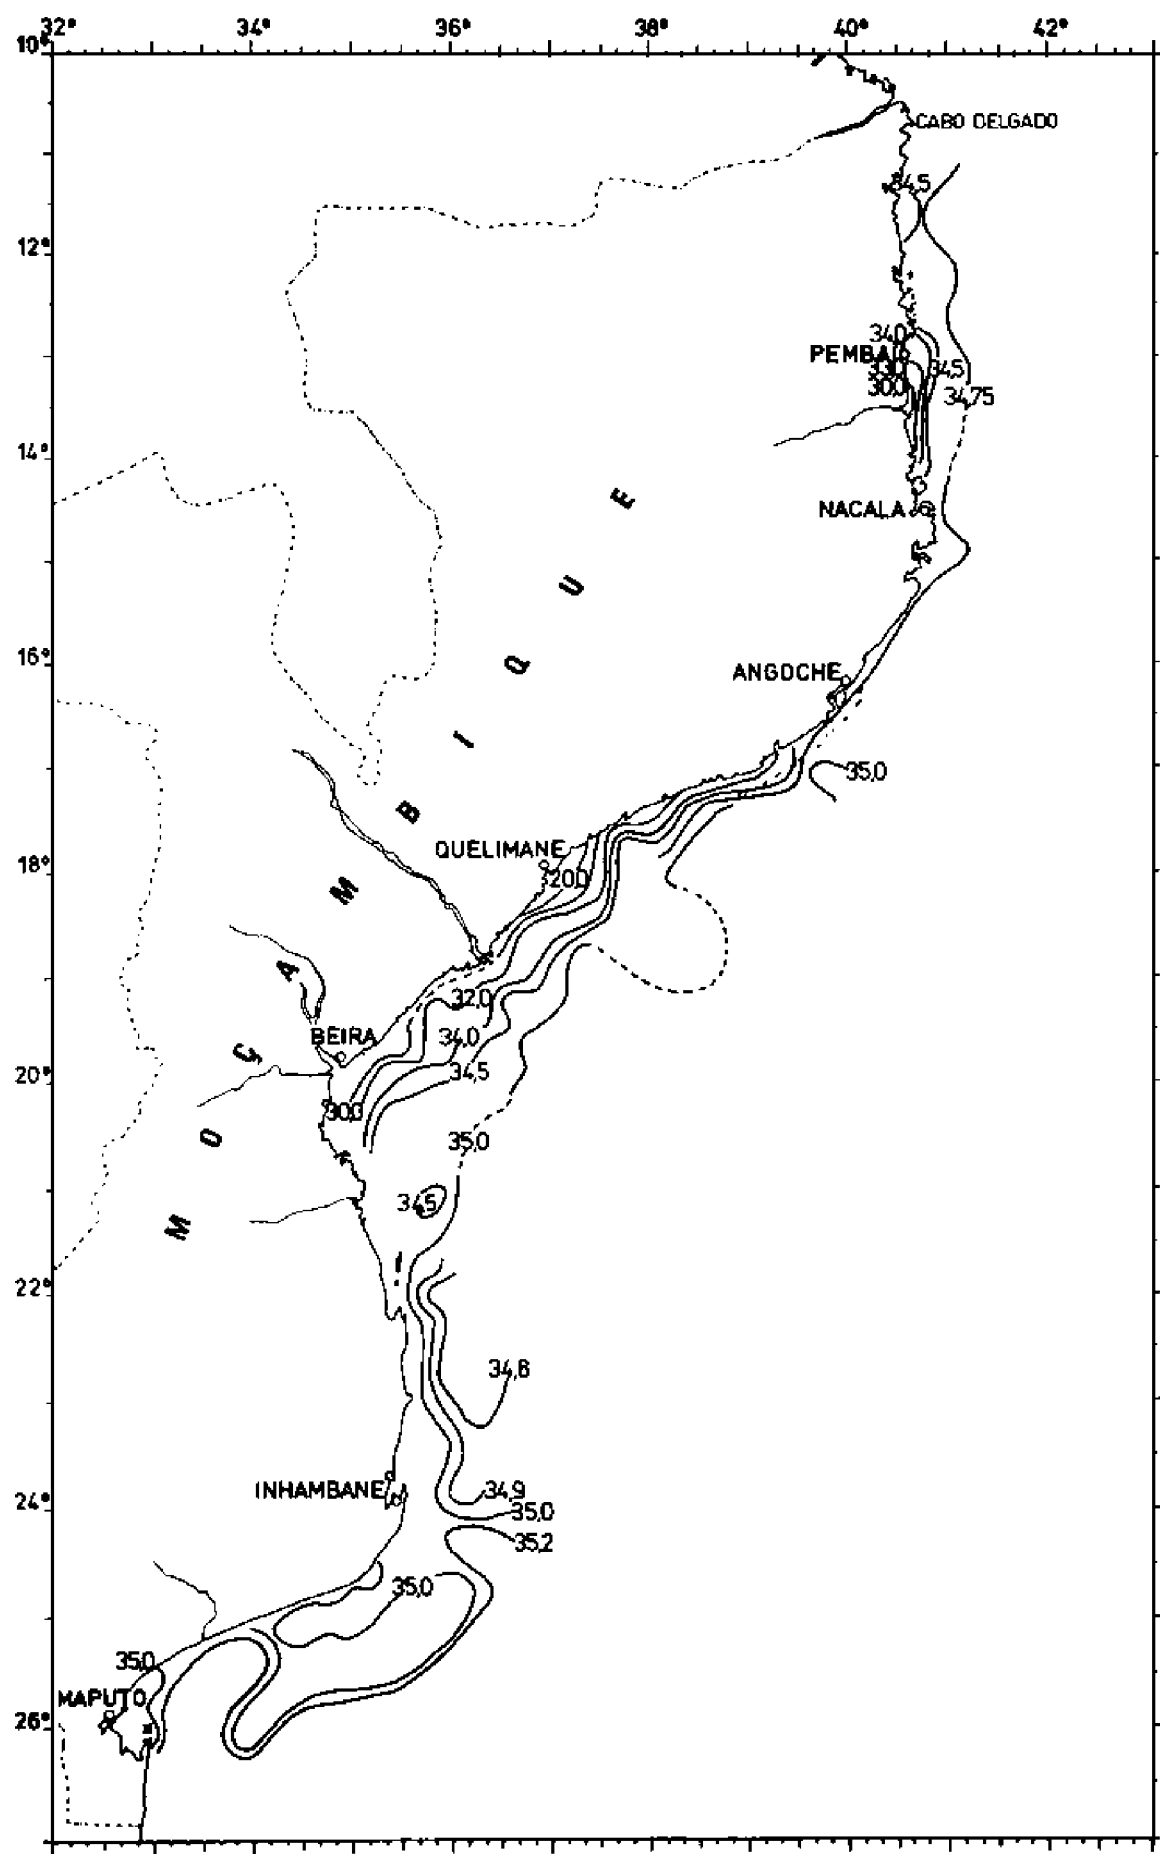 32° 34° 36° 38° 40° 42°
10°
CABO DELGADO
34,5
12°
34,0
PEMBA
33,0 34,5
30,0 34,75
14°
NACALA
E
U
16°
Q
ANGOCHE
I
35,0
B
QUELIMANE
18°
20,0
M
A
32,0
BEIRA 34,0
Ç
20° 34,5
30,0
O
35,0
34,5
M
22°
34,8
INHAMBANE 34,9
24° 35,0
35,2
35,0
35,0
MAPUTO
26°